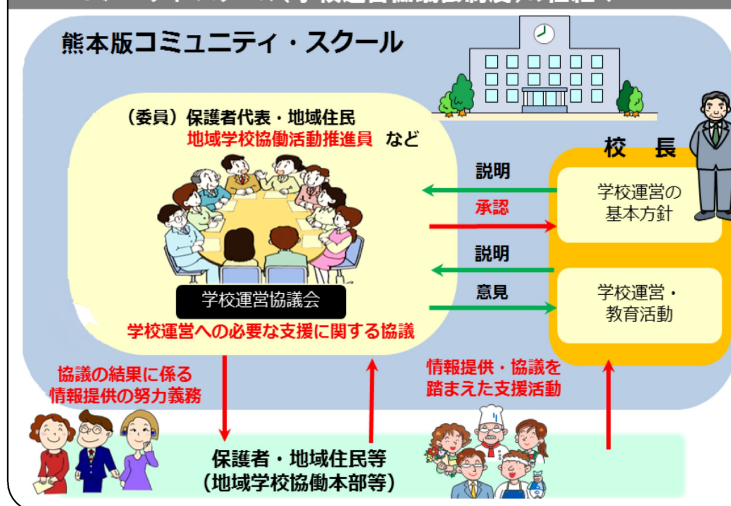 熊本版コミュニティ・スクール
（委員）保護者代表・地域住民
地域学校協働活動推進員 など
学校運営協議会
学校運営への必要な支援に関する協議
校 長
説明
承認
学校運営の
基本方針
説明
意見
学校運営・
教育活動
協議の結果に係る
情報提供の努力義務
情報提供・協議を
踏まえた支援活動
保護者・地域住民等
(地域学校協働本部等)